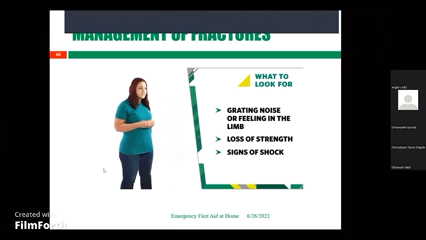 MANAGEMENT OF FRACTURES
WHAT TO
LOOK FOR
➤ GRATING NOISE
OR FEELING IN THE
LIMB
➤ LOSS OF STRENGTH
➤ SIGNS OF SHOCK
Emergency First Aid at Home 6/26/2022
Created with
FilmFor